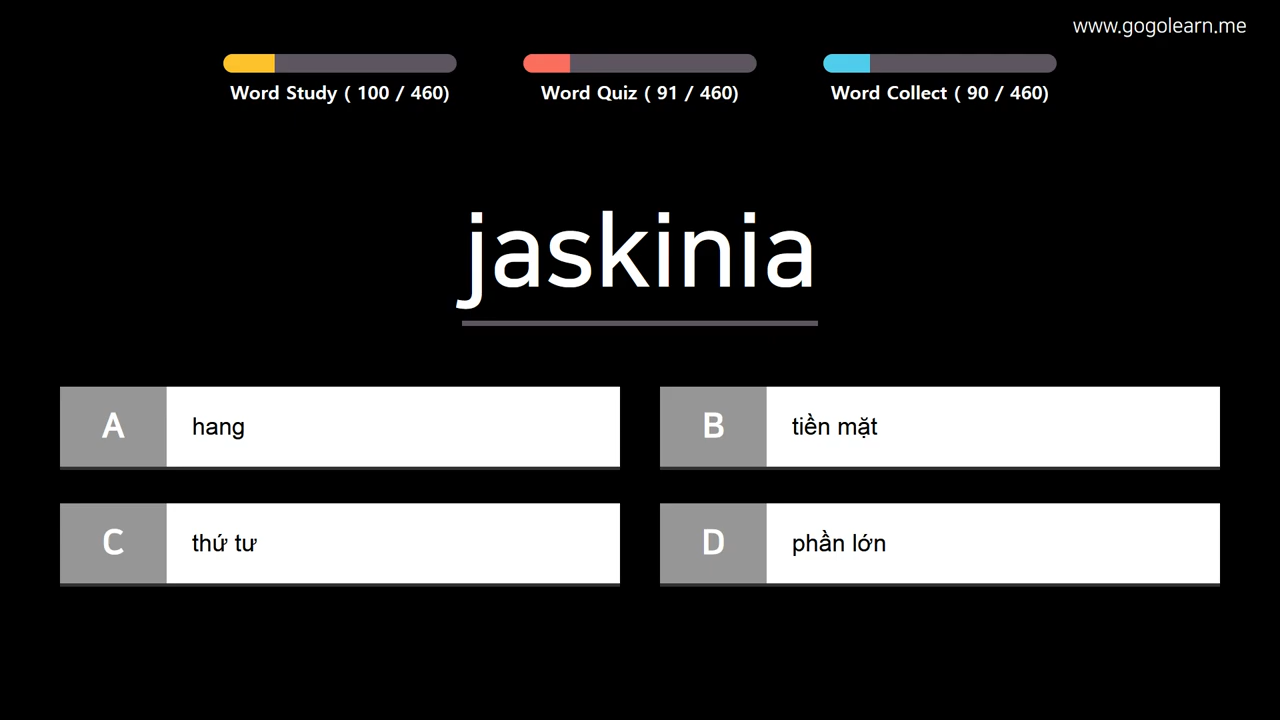 www.gogolearn.me
Word Study ( 100 / 460)
Word Quiz ( 91 / 460)
Word Collect ( 90 / 460)
jaskinia
A hang
B tiền mặt
C thứ tư
D phần lớn